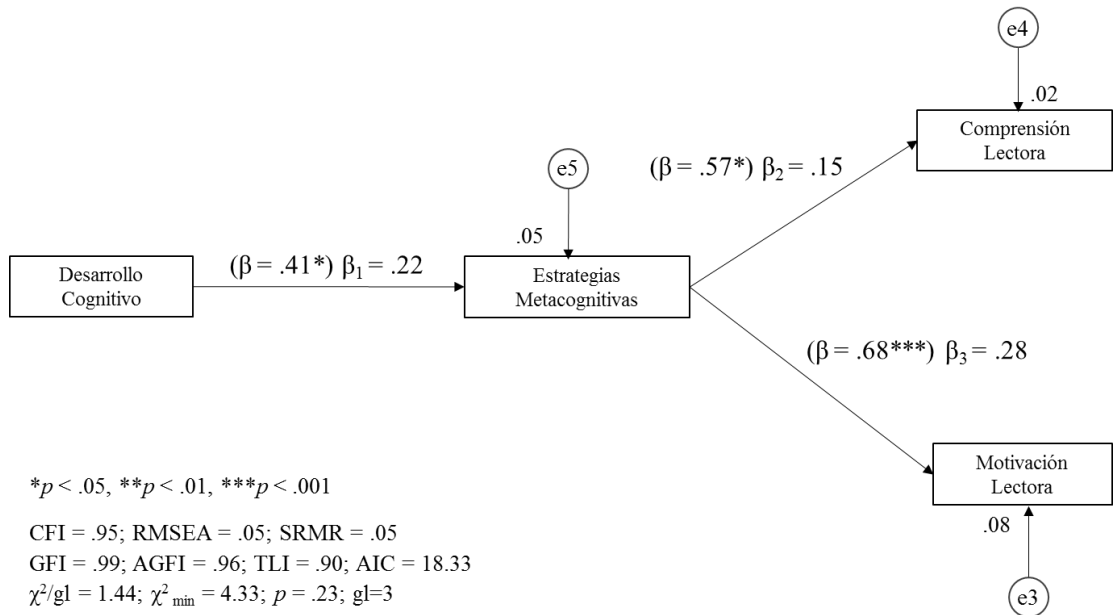 e4
.02
Comprensión
Lectora
e5
(β = .57*) β₂ = .15
.05
(β = .41*) β₁ = .22
Desarrollo
Cognitivo
Estrategias
Metacognitivas
(β = .68***) β₃ = .28
Motivación
Lectora
.08
e3
*p < .05, **p < .01, ***p < .001
CFI = .95; RMSEA = .05; SRMR = .05
GFI = .99; AGFI = .96; TLI = .90; AIC = 18.33
χ²/gl = 1.44; χ² min = 4.33; p = .23; gl=3